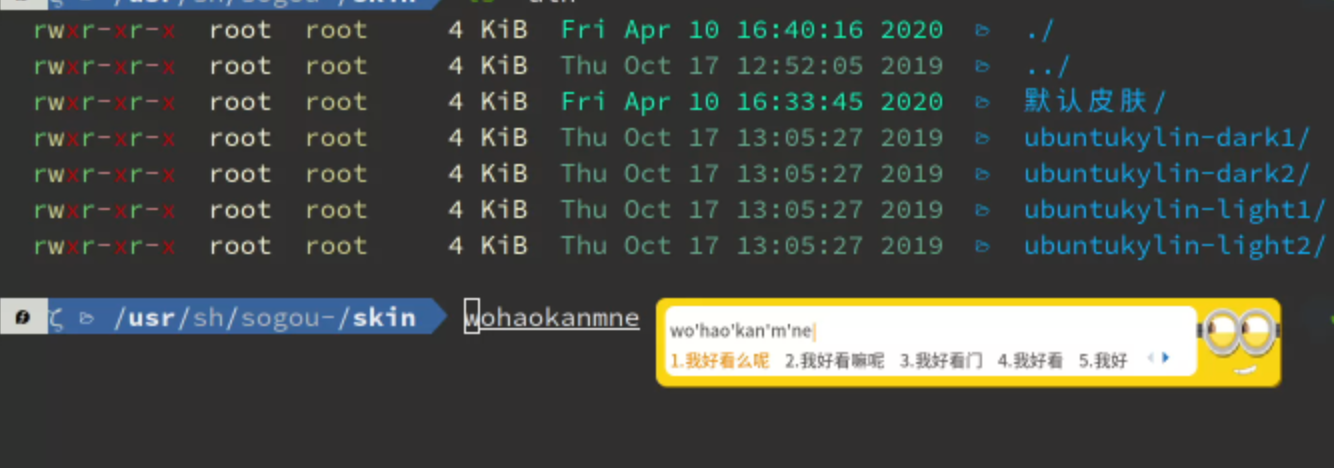 /usr/sh/sogou-/skin
rwxr-xr-x root root 4 KiB Fri Apr 10 16:40:16 2020 ./
rwxr-xr-x root root 4 KiB Thu Oct 17 12:52:05 2019 ../
rwxr-xr-x root root 4 KiB Fri Apr 10 16:33:45 2020 默认皮肤/
rwxr-xr-x root root 4 KiB Thu Oct 17 13:05:27 2019 ubuntukylin-dark1/
rwxr-xr-x root root 4 KiB Thu Oct 17 13:05:27 2019 ubuntukylin-dark2/
rwxr-xr-x root root 4 KiB Thu Oct 17 13:05:27 2019 ubuntukylin-light1/
rwxr-xr-x root root 4 KiB Thu Oct 17 13:05:27 2019 ubuntukylin-light2/
/usr/sh/sogou-/skin wohaokanmne
wo'hao'kan'm'ne
1.我好看么呢 2.我好看嘛呢 3.我好看门 4.我好看 5.我好